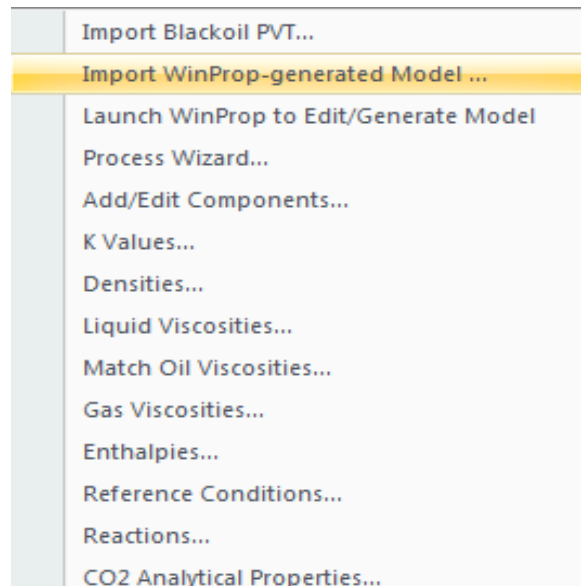 Import Blackoil PVT...
Import WinProp-generated Model ...
Launch WinProp to Edit/Generate Model
Process Wizard...
Add/Edit Components...
K Values...
Densities...
Liquid Viscosities...
Match Oil Viscosities...
Gas Viscosities...
Enthalpies...
Reference Conditions...
Reactions...
CO2 Analytical Properties...